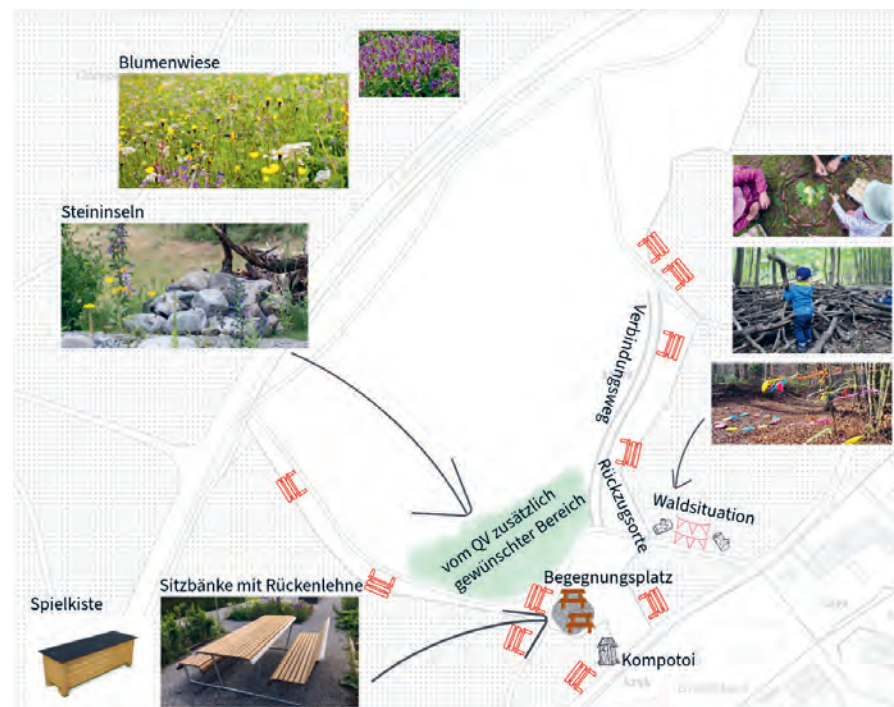 Blumenwiese
Steininseln
Verbindungsweg
Rückzugsorte
Waldsituation
vom QV zusätzlich
gewünschter Bereich
Begegnungsplatz
Sitzbänke mit Rückenlehne
Spielkiste
Kompotoi